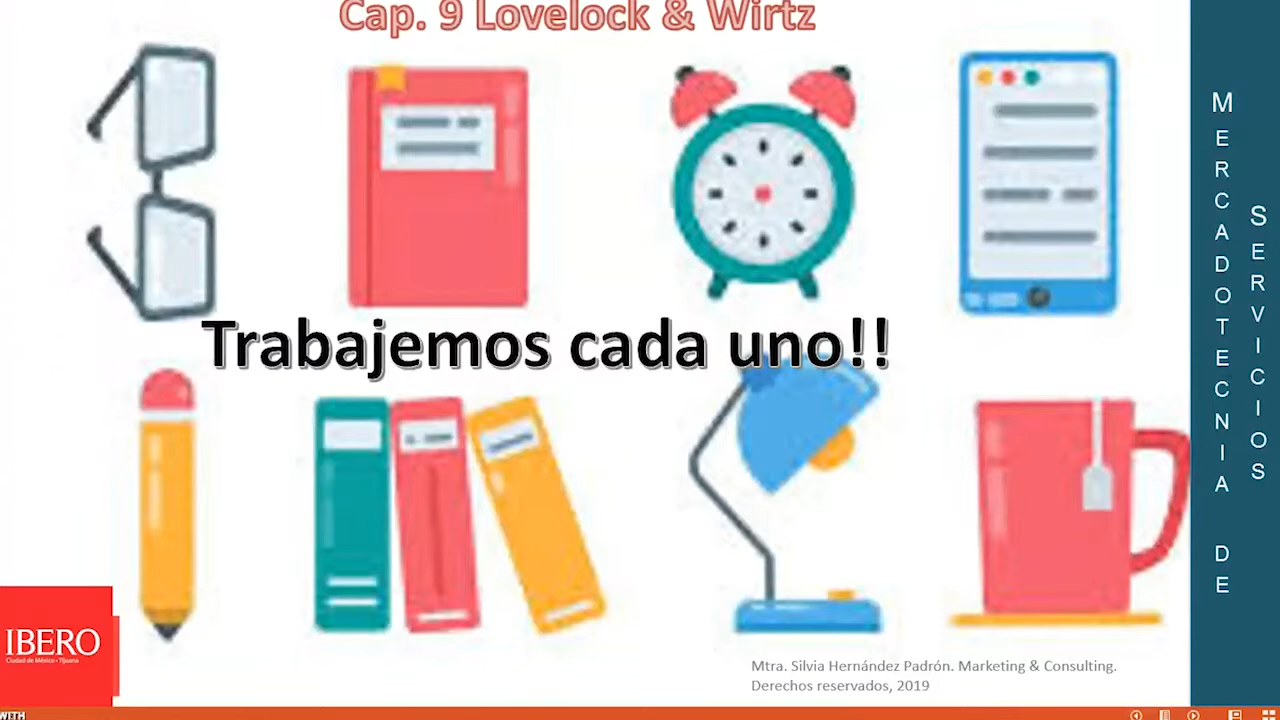 Cap. 9 Lovelock & Wirtz
Trabajemos cada uno!!
MERCADOTECNIA DE
SERVICIOS
IBERO
Ciudad de México • Tijuana
Mtra. Silvia Hernández Padrón. Marketing & Consulting.
Derechos reservados, 2019
WITH